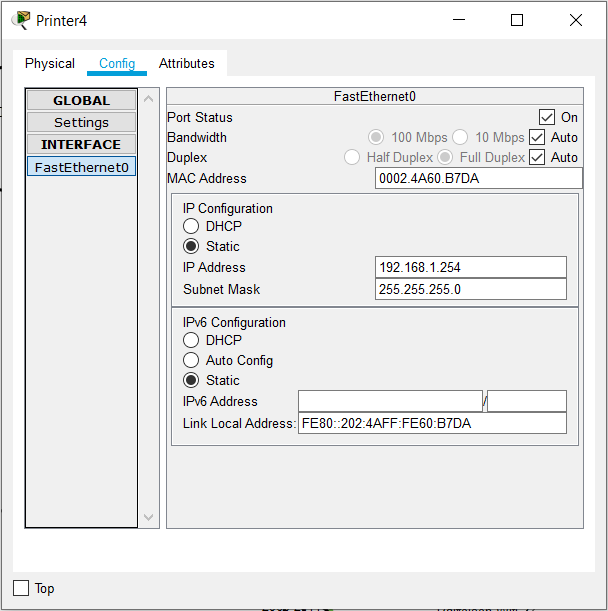 Printer4
Physical Config Attributes
GLOBAL
Settings
INTERFACE
FastEthernet0
FastEthernet0
Port Status On
Bandwidth 100 Mbps 10 Mbps Auto
Duplex Half Duplex Full Duplex Auto
MAC Address 0002.4A60.B7DA
IP Configuration
DHCP
Static
IP Address 192.168.1.254
Subnet Mask 255.255.255.0
IPv6 Configuration
DHCP
Auto Config
Static
IPv6 Address /
Link Local Address: FE80::202:4AFF:FE60:B7DA
Top